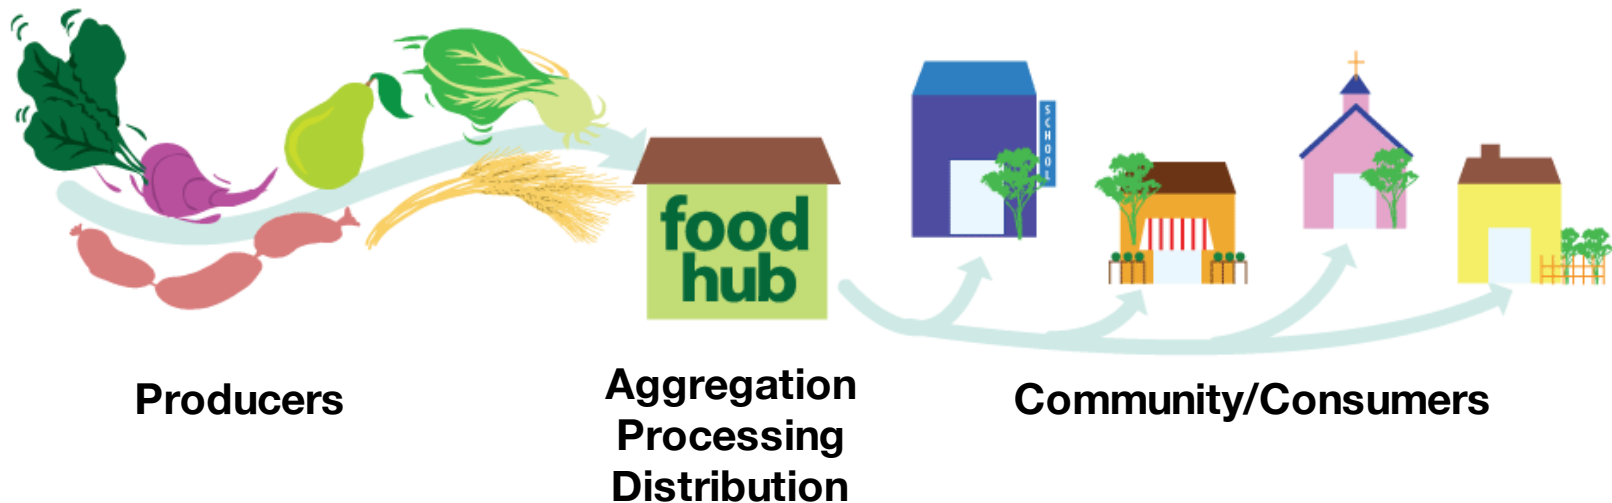 SCHOOL
food
hub
Producers
Aggregation
Processing
Distribution
Community/Consumers